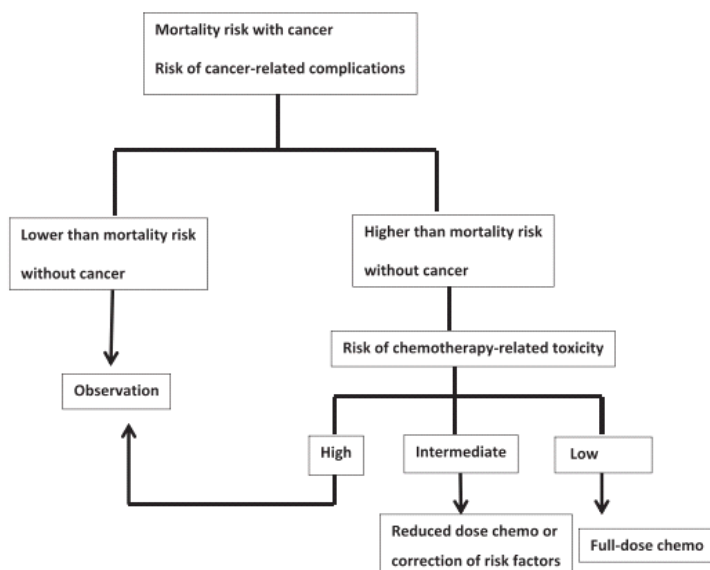 Mortality risk with cancer
Risk of cancer-related complications
Lower than mortality risk
without cancer
Higher than mortality risk
without cancer
Risk of chemotherapy-related toxicity
Observation
High
Intermediate
Low
Reduced dose chemo or
correction of risk factors
Full-dose chemo